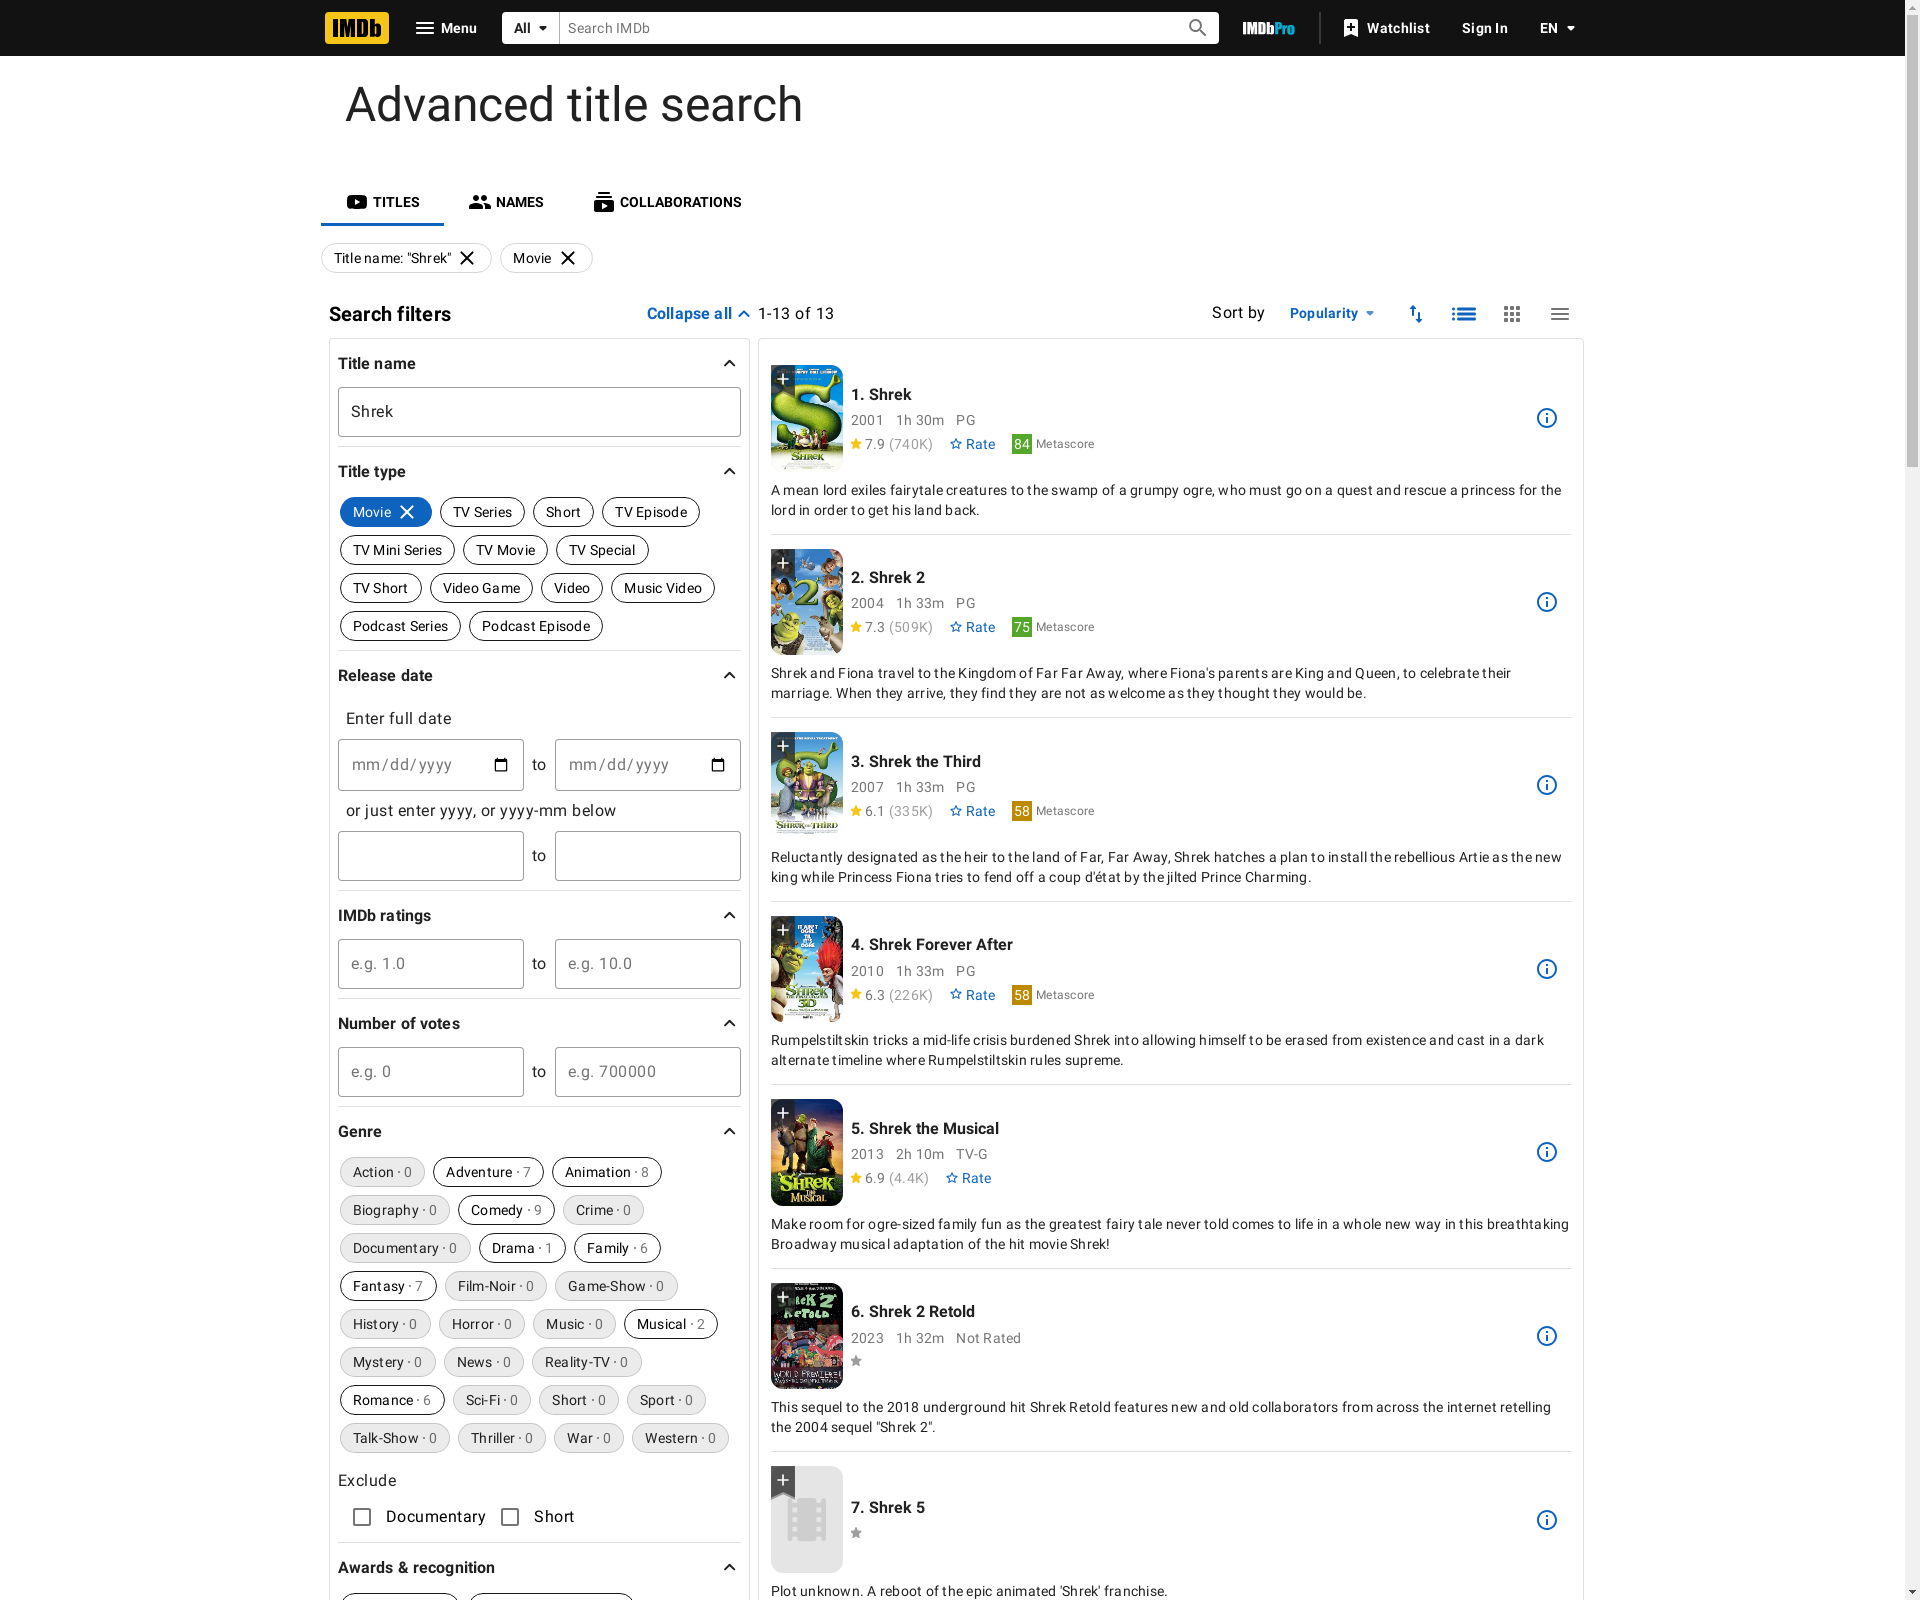 IMDb Menu All Search IMDb IMDbPro Watchlist Sign In EN
Advanced title search
TITLES NAMES COLLABORATIONS
Title name: "Shrek" Movie
Search filters Collapse all 1-13 of 13 Sort by Popularity
Title name
Shrek
Title type
Movie TV Series Short TV Episode
TV Mini Series TV Movie TV Special
TV Short Video Game Video Music Video
Podcast Series Podcast Episode
Release date
Enter full date
mm/dd/yyyy to mm/dd/yyyy
or just enter yyyy, or yyyy-mm below
to
IMDb ratings
e.g. 1.0 to e.g. 10.0
Number of votes
e.g. 0 to e.g. 700000
Genre
Action · 0 Adventure · 7 Animation · 8
Biography · 0 Comedy · 9 Crime · 0
Documentary · 0 Drama · 1 Family · 6
Fantasy · 7 Film-Noir · 0 Game-Show · 0
History · 0 Horror · 0 Music · 0 Musical · 2
Mystery · 0 News · 0 Reality-TV · 0
Romance · 6 Sci-Fi · 0 Short · 0 Sport · 0
Talk-Show · 0 Thriller · 0 War · 0 Western · 0
Exclude
Documentary Short
Awards & recognition
1. Shrek
2001 1h 30m PG
7.9 (740K) Rate 84 Metascore
A mean lord exiles fairytale creatures to the swamp of a grumpy ogre, who must go on a quest and rescue a princess for the
lord in order to get his land back.
2. Shrek 2
2004 1h 33m PG
7.3 (509K) Rate 75 Metascore
Shrek and Fiona travel to the Kingdom of Far Far Away, where Fiona's parents are King and Queen, to celebrate their
marriage. When they arrive, they find they are not as welcome as they thought they would be.
3. Shrek the Third
2007 1h 33m PG
6.1 (335K) Rate 58 Metascore
Reluctantly designated as the heir to the land of Far, Far Away, Shrek hatches a plan to install the rebellious Artie as the new
king while Princess Fiona tries to fend off a coup d'état by the jilted Prince Charming.
4. Shrek Forever After
2010 1h 33m PG
6.3 (226K) Rate 58 Metascore
Rumpelstiltskin tricks a mid-life crisis burdened Shrek into allowing himself to be erased from existence and cast in a dark
alternate timeline where Rumpelstiltskin rules supreme.
5. Shrek the Musical
2013 2h 10m TV-G
6.9 (4.4K) Rate
Make room for ogre-sized family fun as the greatest fairy tale never told comes to life in a whole new way in this breathtaking
Broadway musical adaptation of the hit movie Shrek!
6. Shrek 2 Retold
2023 1h 32m Not Rated
This sequel to the 2018 underground hit Shrek Retold features new and old collaborators from across the internet retelling
the 2004 sequel "Shrek 2".
7. Shrek 5
Plot unknown. A reboot of the epic animated 'Shrek' franchise.